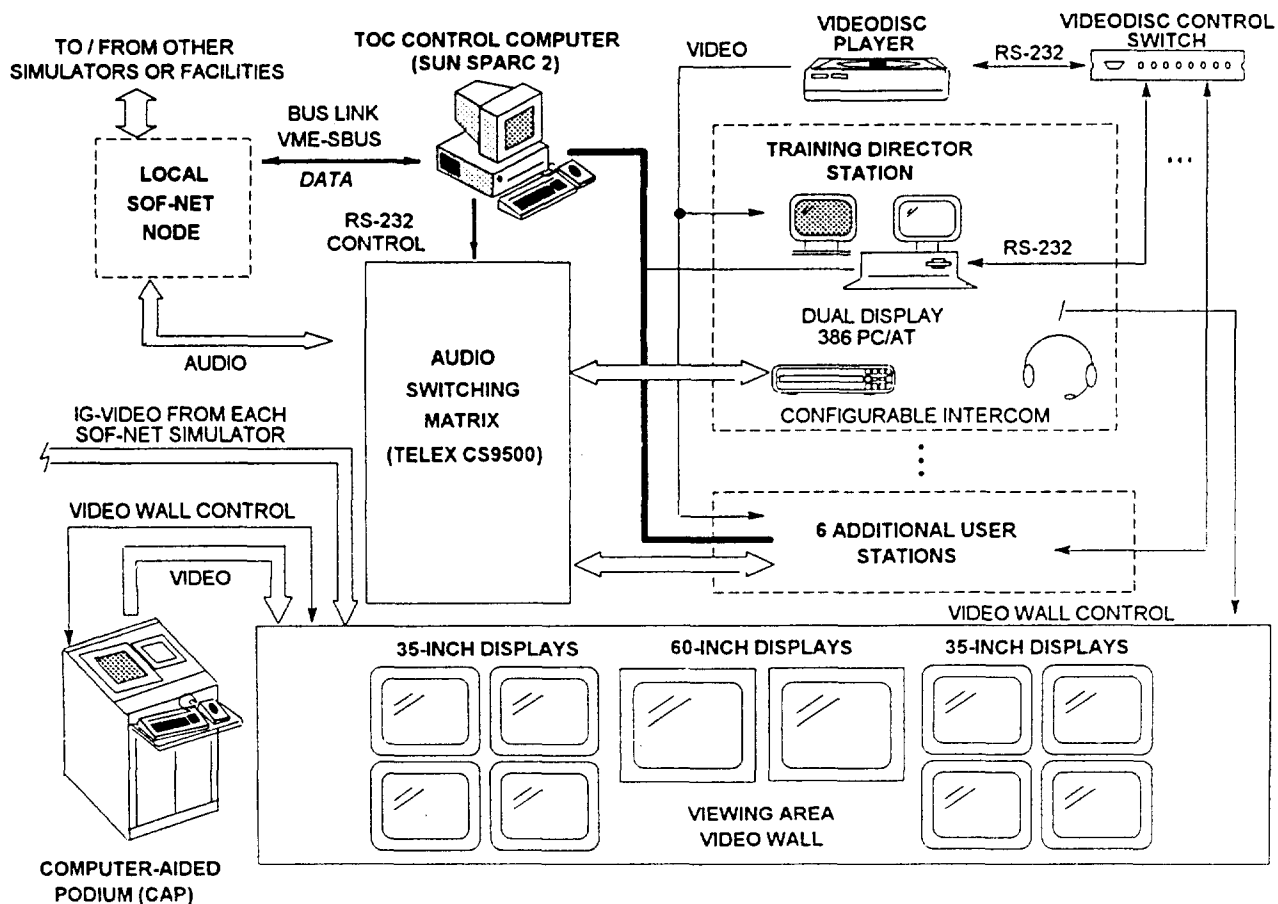 TO / FROM OTHER
SIMULATORS OR FACILITIES
TOC CONTROL COMPUTER
(SUN SPARC 2)
VIDEO
VIDEODISC
PLAYER
RS-232
VIDEODISC CONTROL
SWITCH
BUS LINK
VME-SBUS
DATA
LOCAL
SOF-NET
NODE
RS-232
CONTROL
TRAINING DIRECTOR
STATION
RS-232
...
DUAL DISPLAY
386 PC/AT
CONFIGURABLE INTERCOM
AUDIO
AUDIO
SWITCHING
MATRIX
(TELEX CS9500)
IG-VIDEO FROM EACH
SOF-NET SIMULATOR
VIDEO WALL CONTROL
VIDEO
6 ADDITIONAL USER
STATIONS
VIDEO WALL CONTROL
35-INCH DISPLAYS
60-INCH DISPLAYS
35-INCH DISPLAYS
VIEWING AREA
VIDEO WALL
COMPUTER-AIDED
PODIUM (CAP)